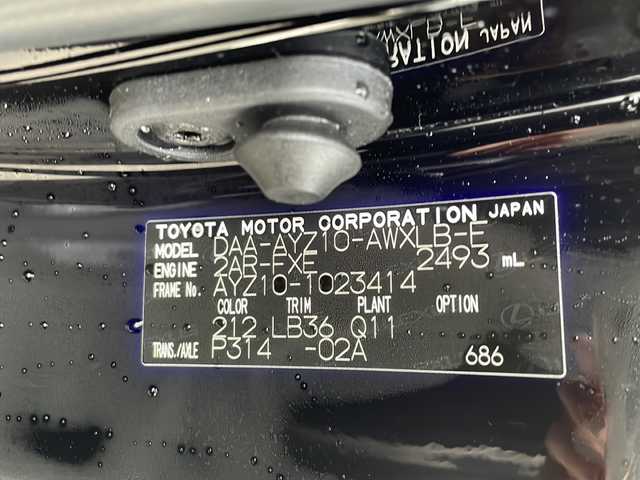 TOYOTA MOTOR CORPORATION JAPAN
MODEL DAA-AYZ10-AWXLB-E
ENGINE 2AR-FXE 2493 mL
FRAME No. AYZ10-1023414
COLOR TRIM PLANT OPTION
212 LB36 Q11
TRANS./AXLE P314 -02A 686